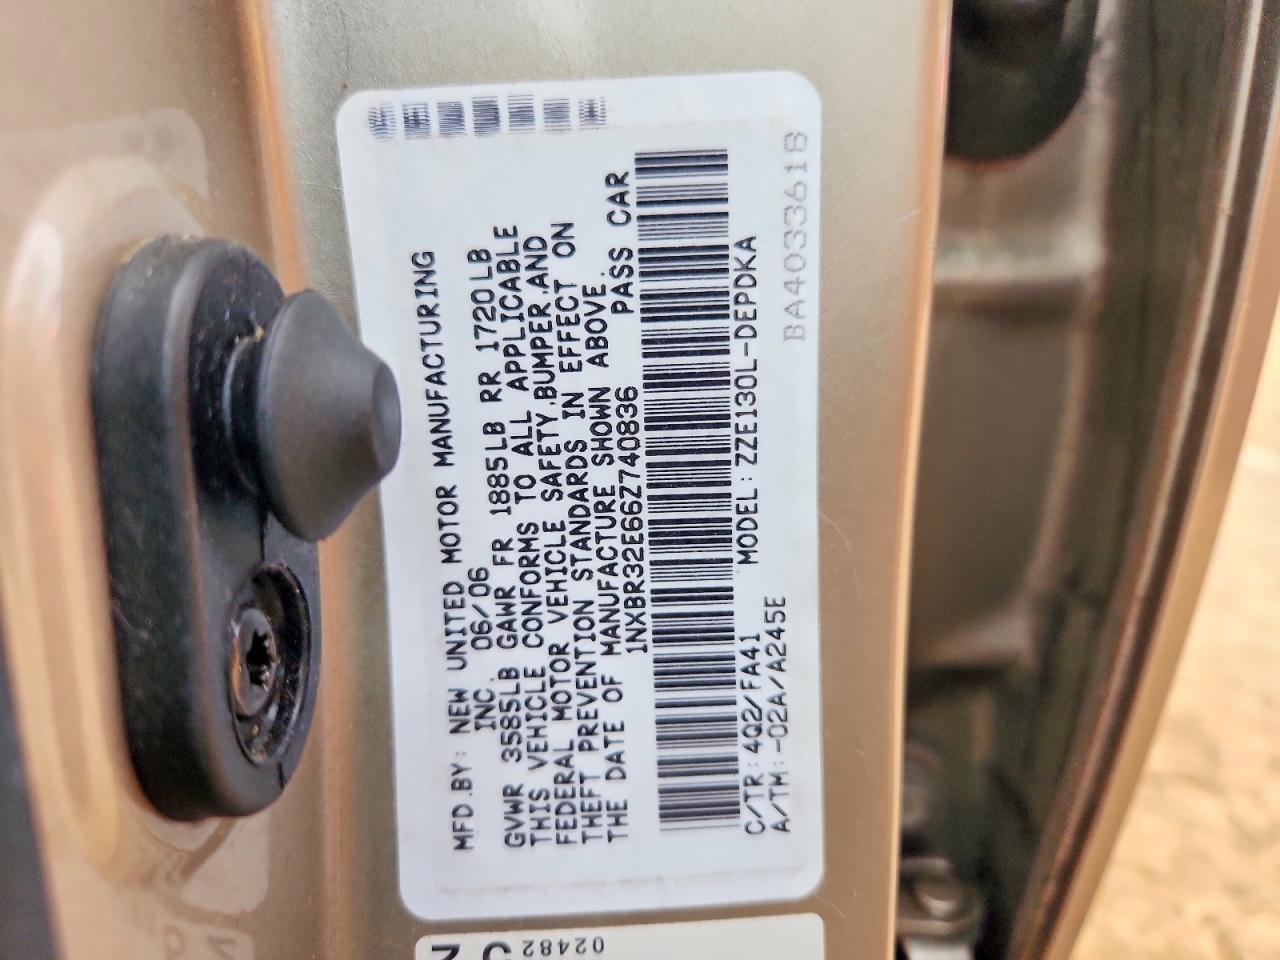 MFD.BY: NEW UNITED MOTOR MANUFACTURING
INC. 06/06
GVWR 3585LB GAWR FR 1885LB RR 1720LB
THIS VEHICLE CONFORMS TO ALL APPLICABLE
FEDERAL MOTOR VEHICLE SAFETY,BUMPER,AND
THEFT PREVENTION STANDARDS IN EFFECT ON
THE DATE OF MANUFACTURE SHOWN ABOVE.
1NXBR32E66Z740836 PASS CAR
C/TR:4Q2/FA41 MODEL:ZZE130L-DEPDKA
A/TM:-02A/A245E
BA4033618
02482